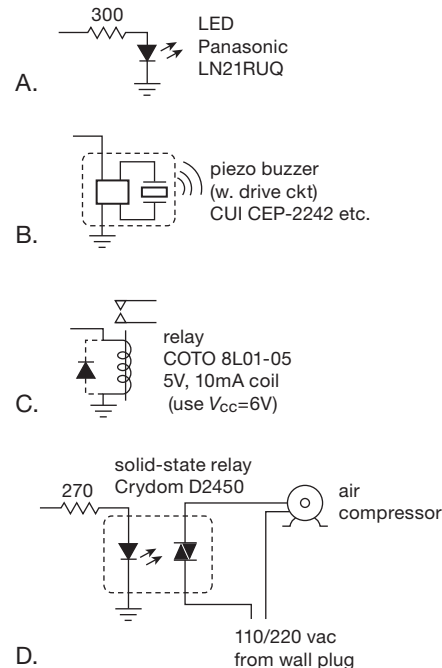 300
LED
Panasonic
LN21RUQ
A.
piezo buzzer
(w. drive ckt)
CUI CEP-2242 etc.
B.
relay
COTO 8L01-05
5V, 10mA coil
(use VCC=6V)
C.
solid-state relay
Crydom D2450
270
air
compressor
110/220 vac
from wall plug
D.